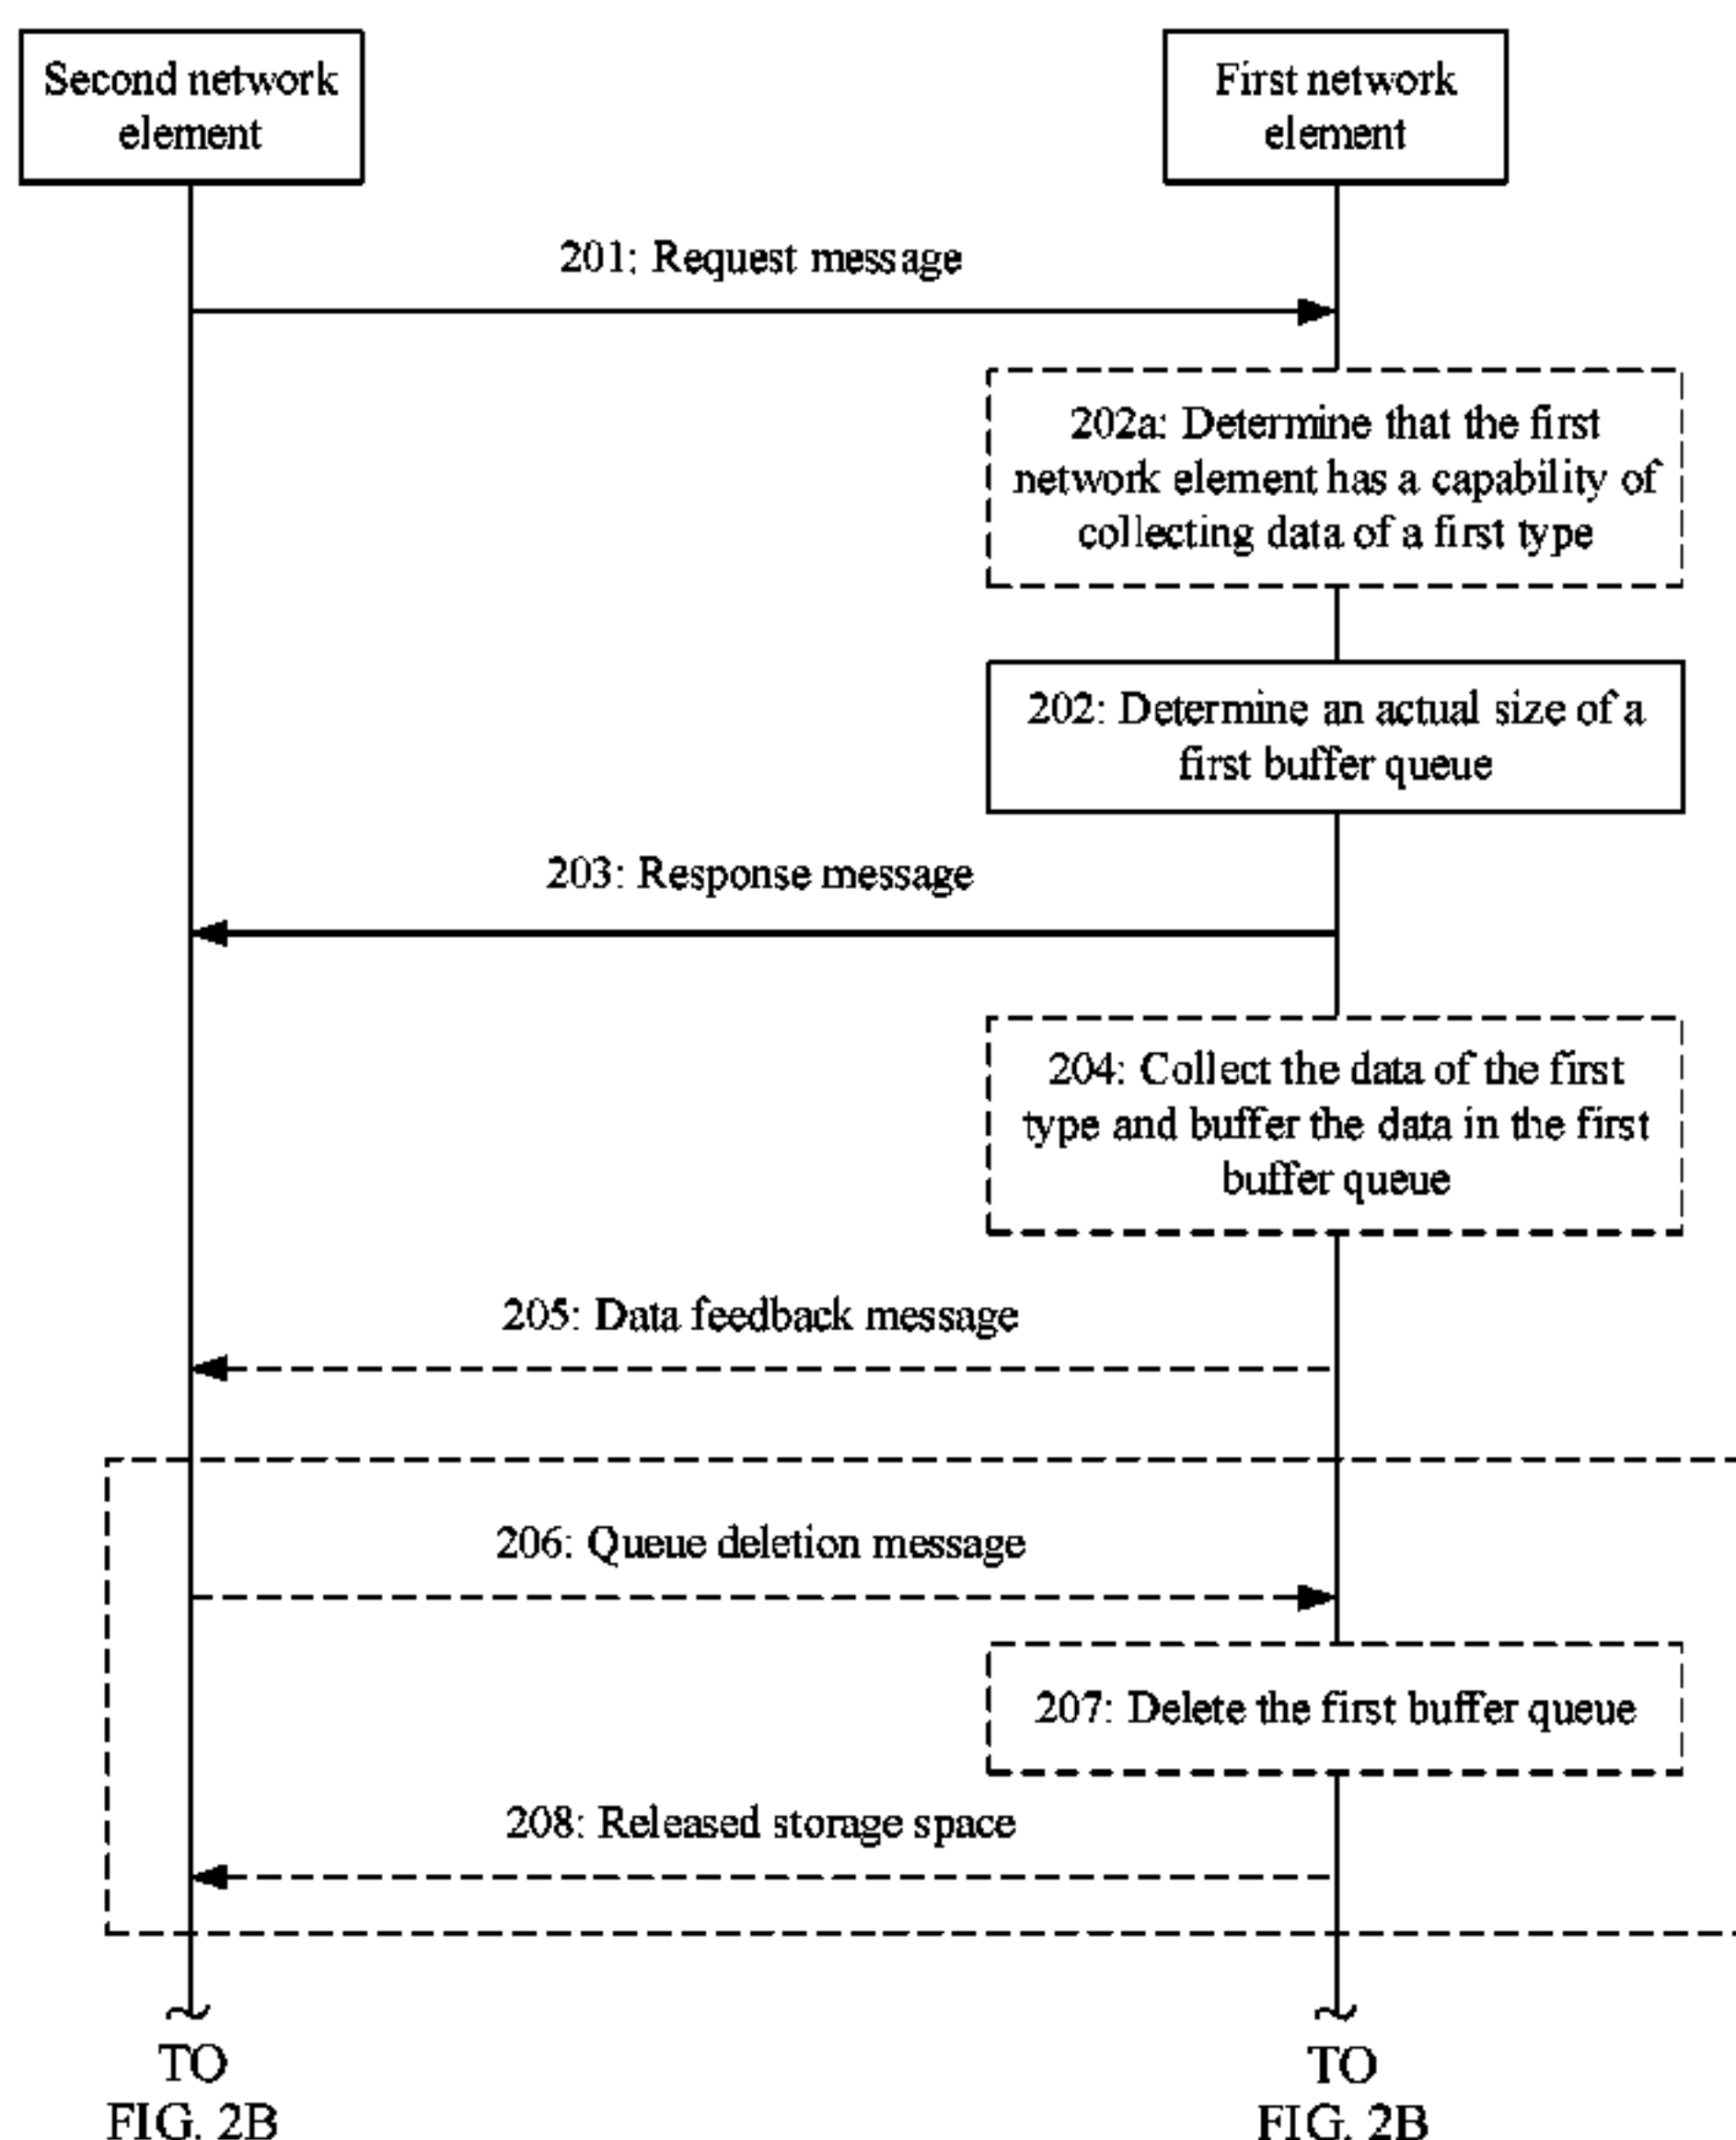 Second network
element
First network
element
201: Request message
202a: Determine that the first
network element has a capability of
collecting data of a first type
202: Determine an actual size of a
first buffer queue
203: Response message
204: Collect the data of the first
type and buffer the data in the first
buffer queue
205: Data feedback message
206: Queue deletion message
207: Delete the first buffer queue
208: Released storage space
TO
FIG. 2B
TO
FIG. 2B